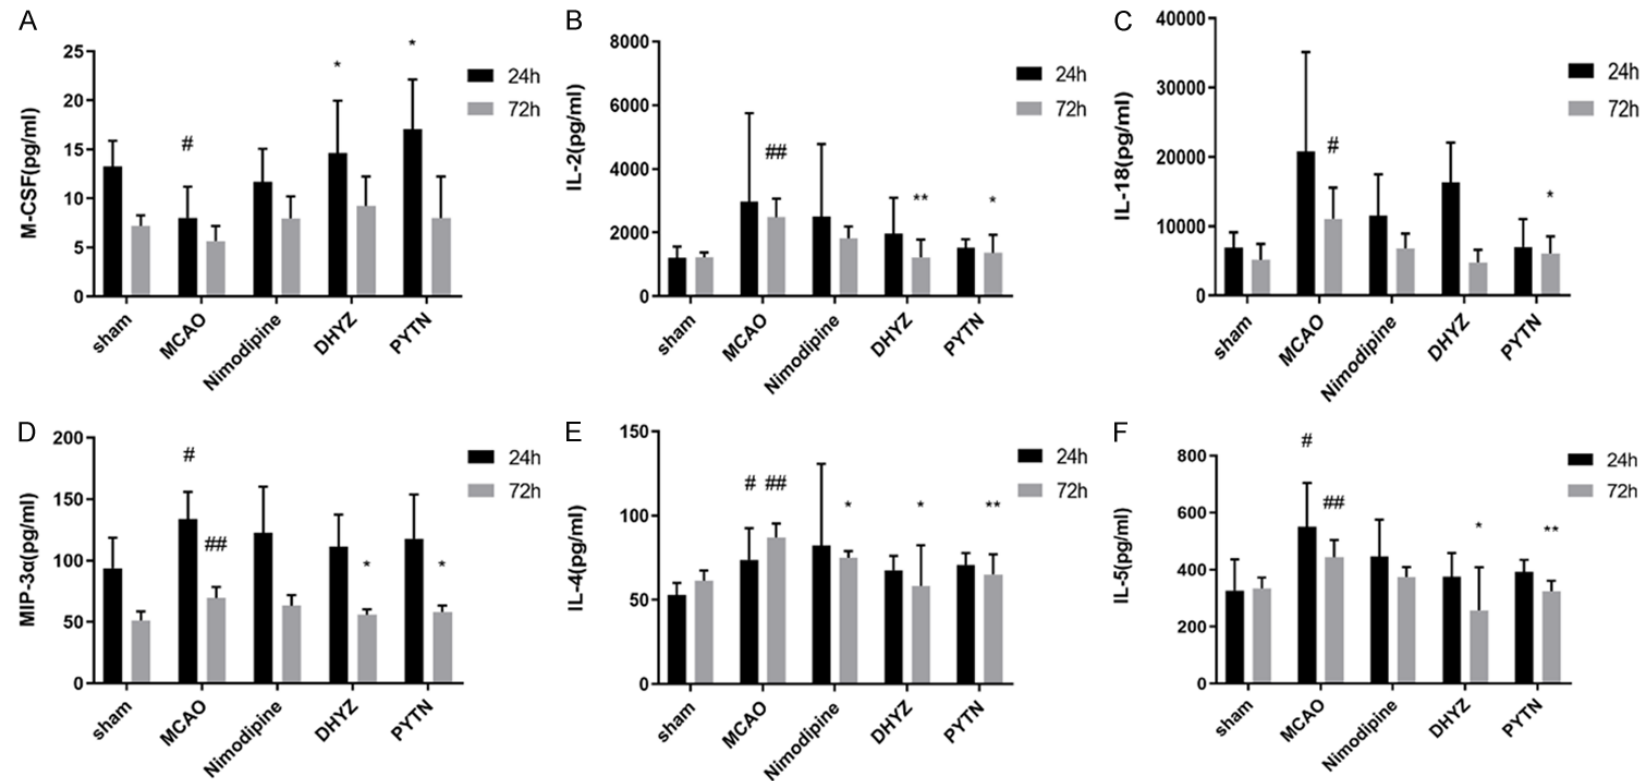 A
M-CSF(pg/ml)
25
20
15
10
5
0
#
*
*
24h
72h
sham
MCAO
Nimodipine
DHYZ
PYTN
B
IL-2(pg/ml)
8000
6000
4000
2000
0
##
**
*
24h
72h
sham
MCAO
Nimodipine
DHYZ
PYTN
C
IL-18(pg/ml)
40000
30000
20000
10000
0
#
*
24h
72h
sham
MCAO
Nimodipine
DHYZ
PYTN
D
MIP-3α(pg/ml)
200
150
100
50
0
#
##
*
*
24h
72h
sham
MCAO
Nimodipine
DHYZ
PYTN
E
IL-4(pg/ml)
150
100
50
0
# ##
*
*
**
24h
72h
sham
MCAO
Nimodipine
DHYZ
PYTN
F
IL-5(pg/ml)
800
600
400
200
0
#
##
*
**
24h
72h
sham
MCAO
Nimodipine
DHYZ
PYTN